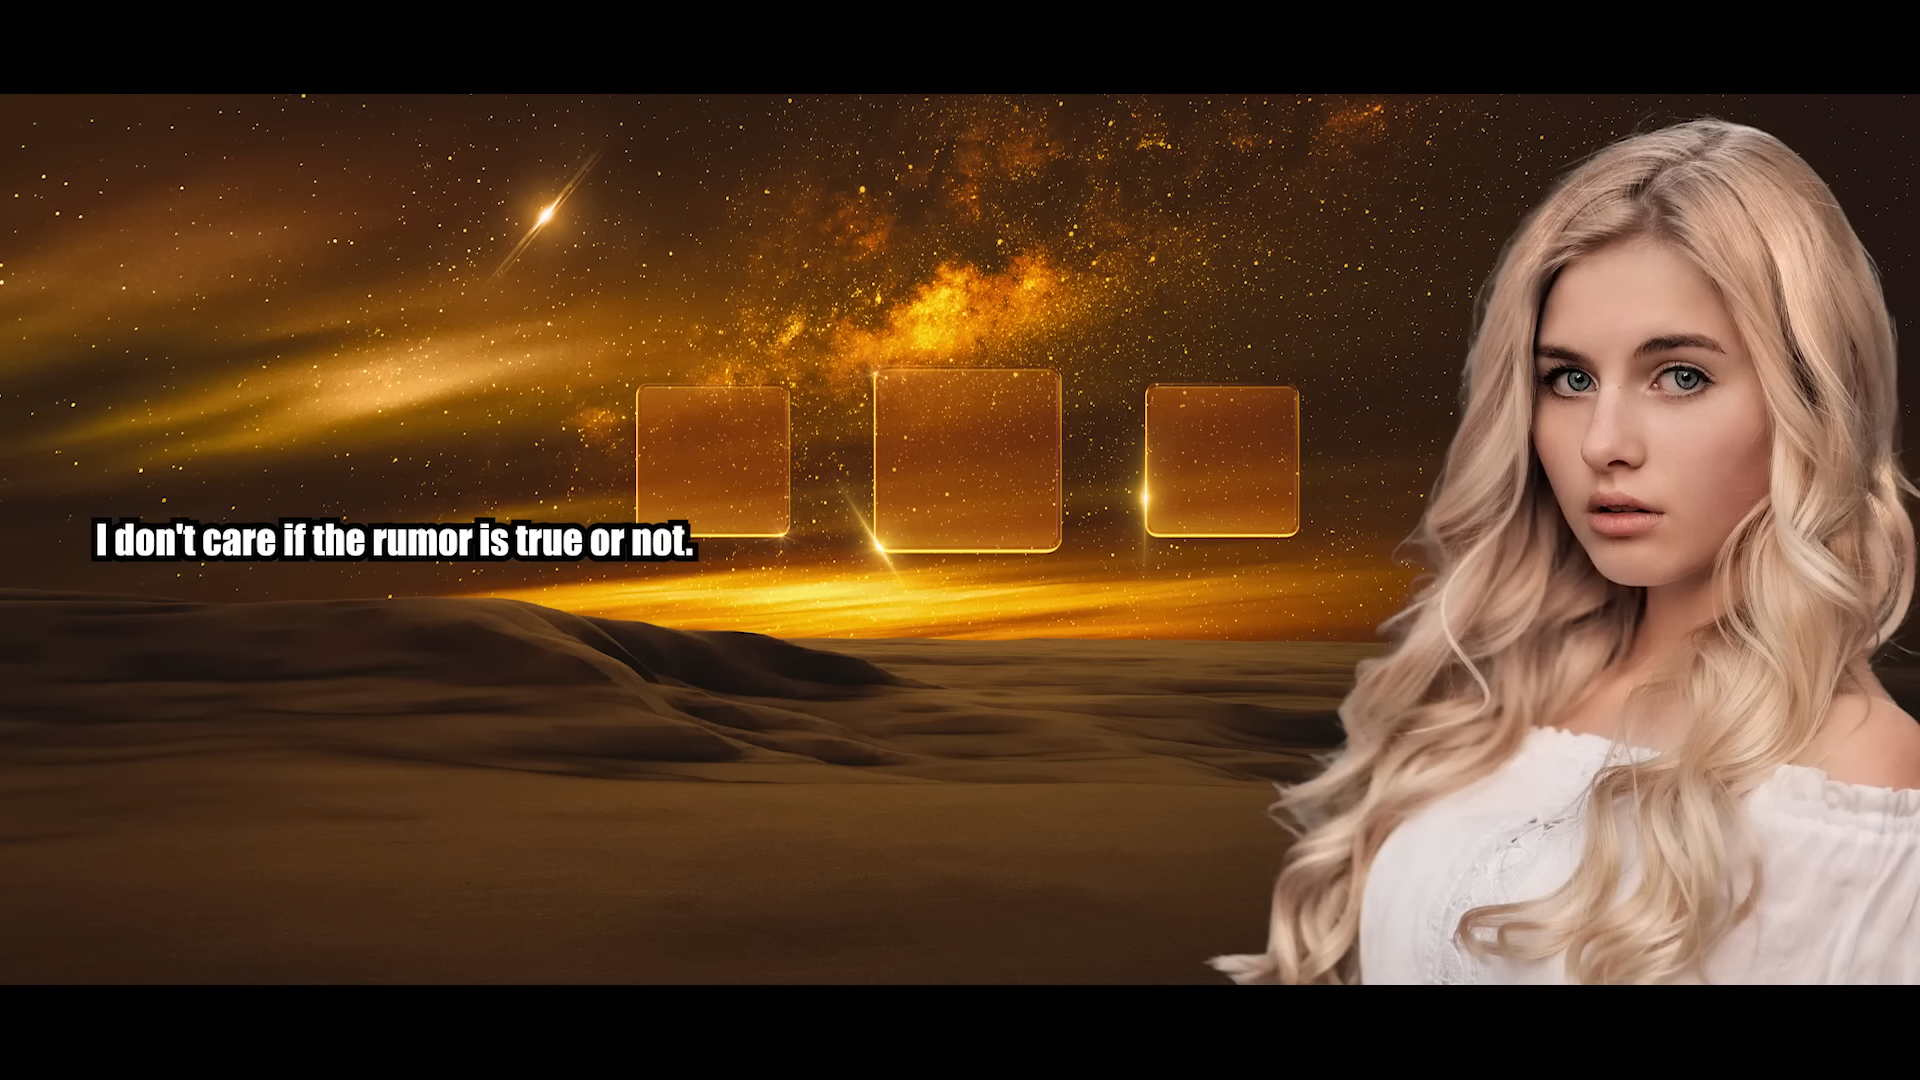 I don't care if the rumor is true or not.